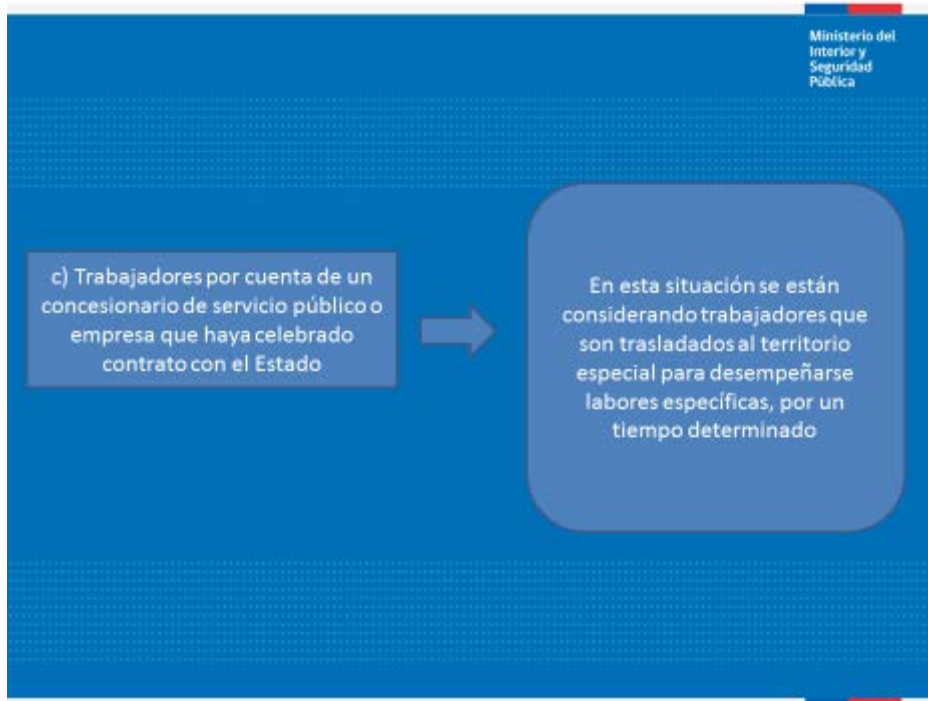 Ministerio del
Interior y
Seguridad
Pública
c) Trabajadores por cuenta de un
concesionario de servicio público o
empresa que haya celebrado
contrato con el Estado
En esta situación se están
considerando trabajadores que
son trasladados al territorio
especial para desempeñarse
labores específicas, por un
tiempo determinado